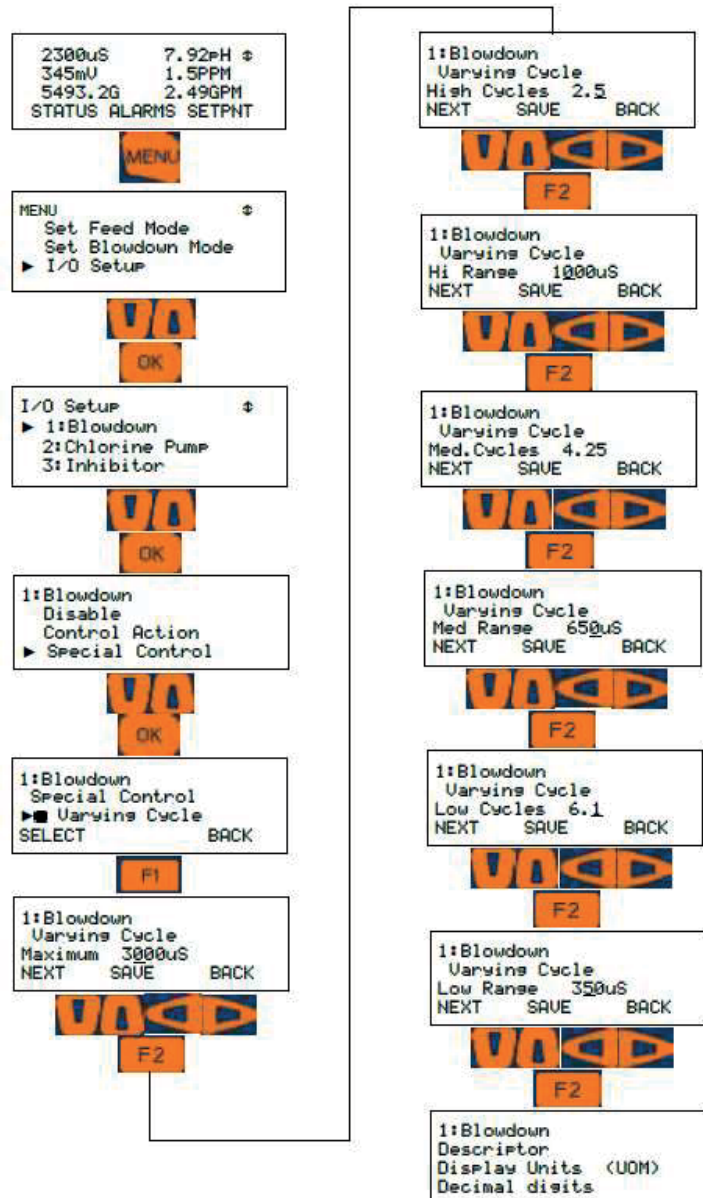 2300uS 7.92pH ⇕
345mV 1.5PPM
5493.2G 2.49GPM
STATUS ALARMS SETPNT
MENU
MENU ⇕
Set Feed Mode
Set Blowdown Mode
► I/O Setup
OK
I/O Setup ⇕
► 1:Blowdown
2:Chlorine Pump
3:Inhibitor
OK
1:Blowdown
Disable
Control Action
► Special Control
OK
1:Blowdown
Special Control
►■ Varying Cycle
SELECT BACK
F1
1:Blowdown
Varying Cycle
Maximum 3000uS
NEXT SAVE BACK
F2
1:Blowdown
Varying Cycle
High Cycles 2.5
NEXT SAVE BACK
F2
1:Blowdown
Varying Cycle
Hi Range 1000uS
NEXT SAVE BACK
F2
1:Blowdown
Varying Cycle
Med.Cycles 4.25
NEXT SAVE BACK
F2
1:Blowdown
Varying Cycle
Med Range 650uS
NEXT SAVE BACK
F2
1:Blowdown
Varying Cycle
Low Cycles 6.1
NEXT SAVE BACK
F2
1:Blowdown
Varying Cycle
Low Range 350uS
NEXT SAVE BACK
F2
1:Blowdown
Descriptor
Display Units (UOM)
Decimal digits